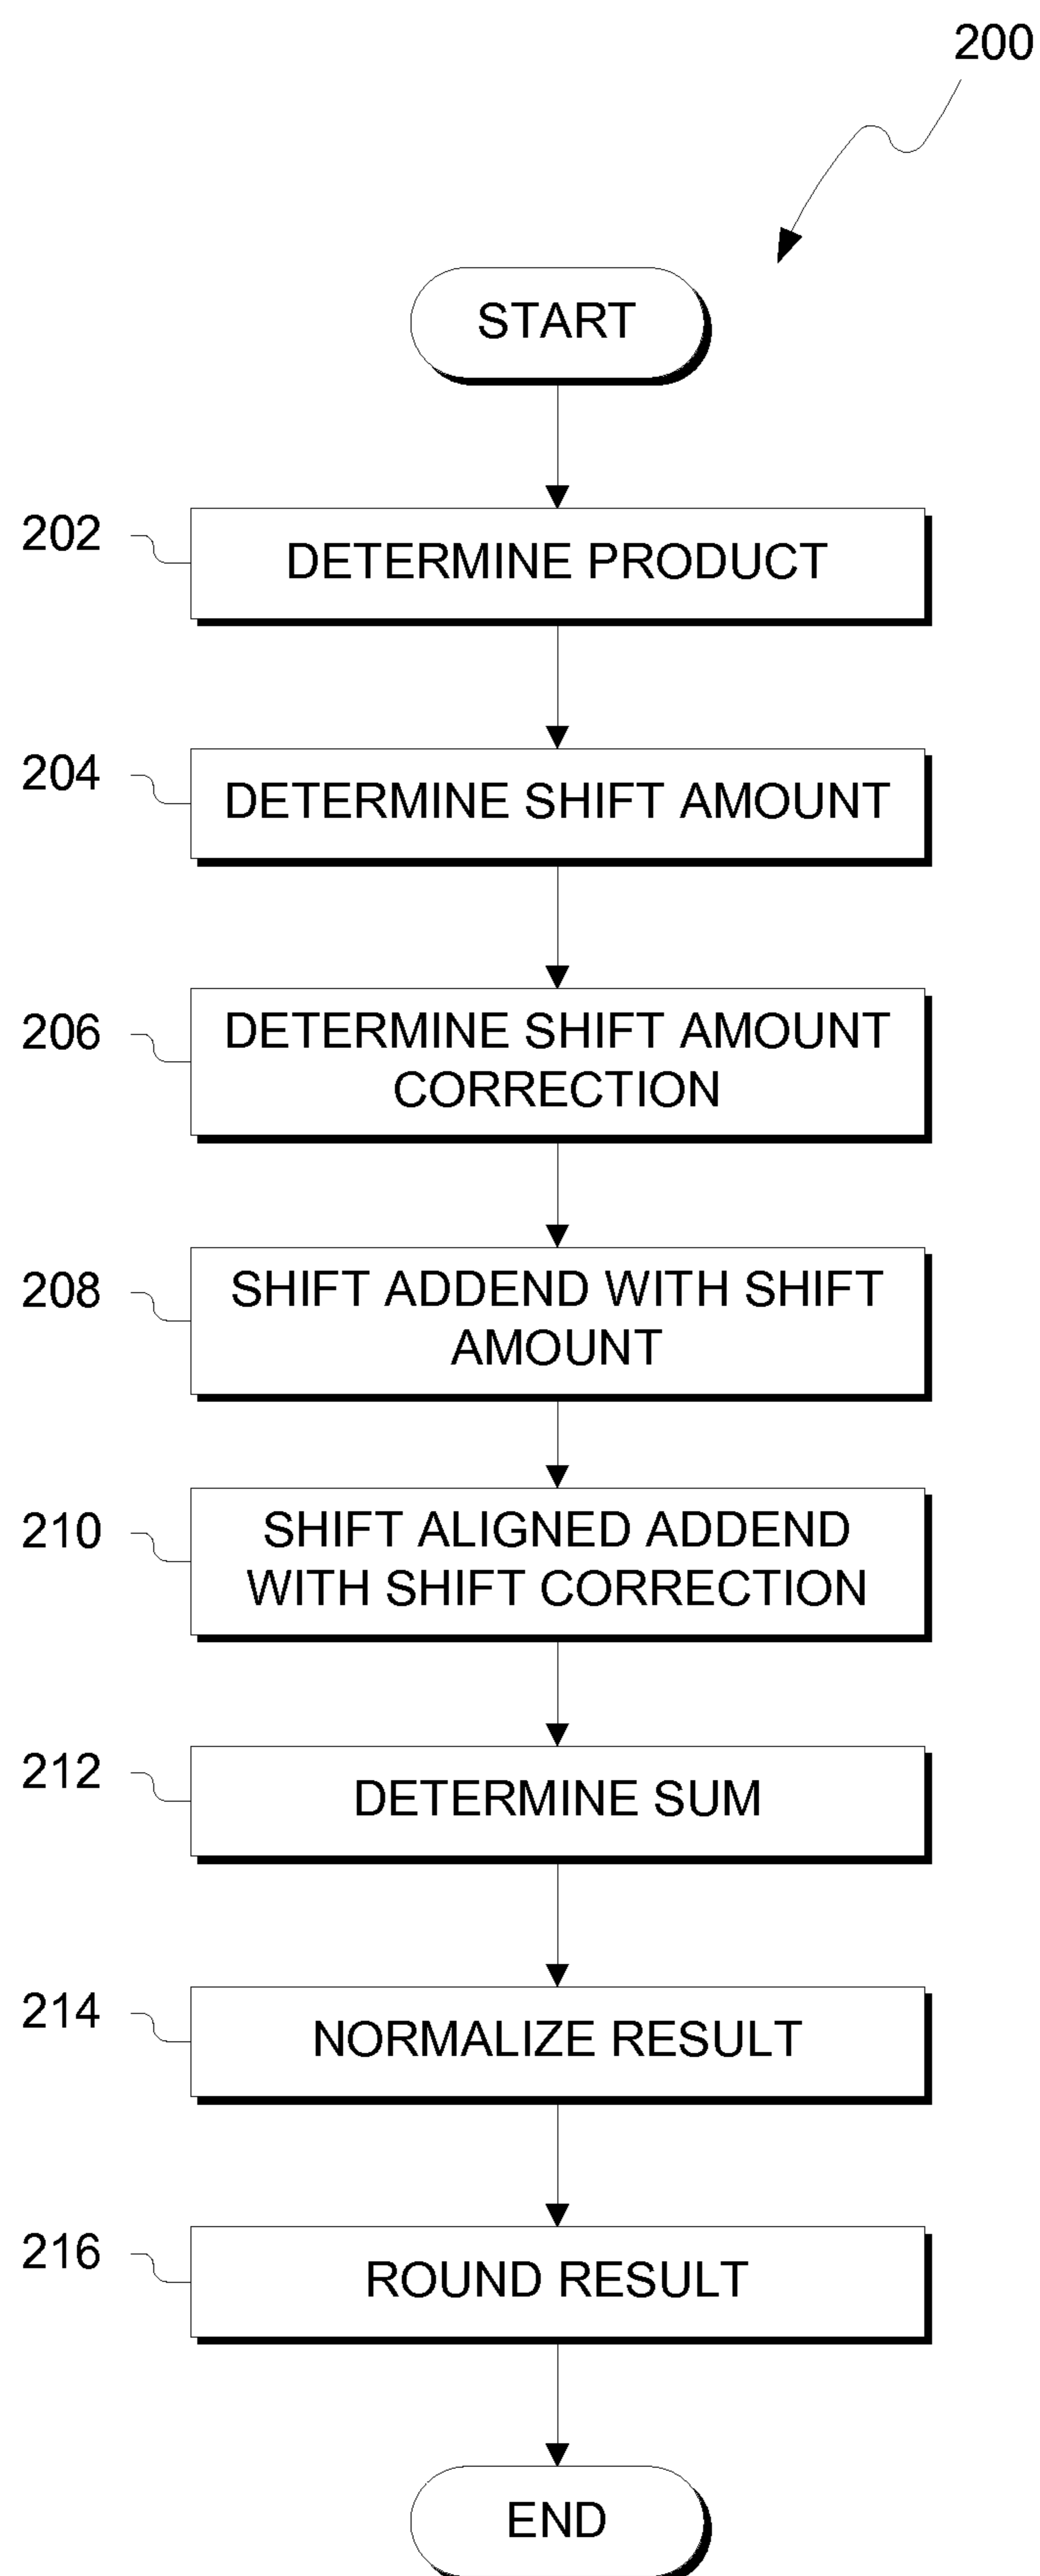 200
START
202
DETERMINE PRODUCT
204
DETERMINE SHIFT AMOUNT
206
DETERMINE SHIFT AMOUNT
CORRECTION
208
SHIFT ADDEND WITH SHIFT
AMOUNT
210
SHIFT ALIGNED ADDEND
WITH SHIFT CORRECTION
212
DETERMINE SUM
214
NORMALIZE RESULT
216
ROUND RESULT
END